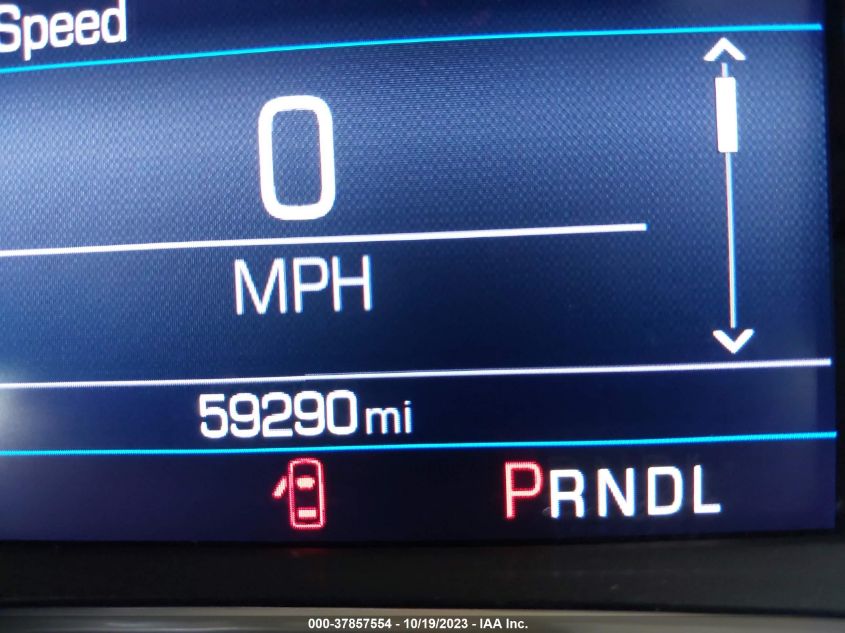 Speed
0
MPH
59290 mi
PRNDL
000-37857554 - 10/19/2023 - IAA Inc.